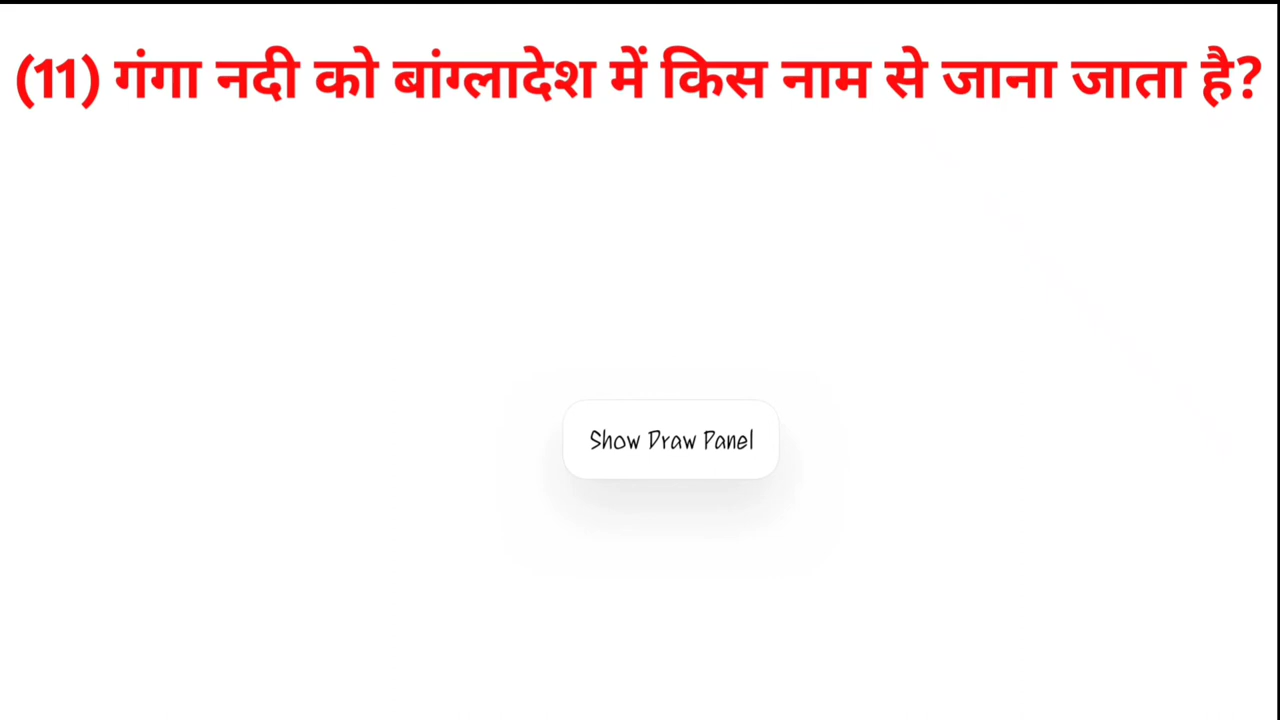 (11) गंगा नदी को बांग्लादेश में किस नाम से जाना जाता है?
Show Draw Panel